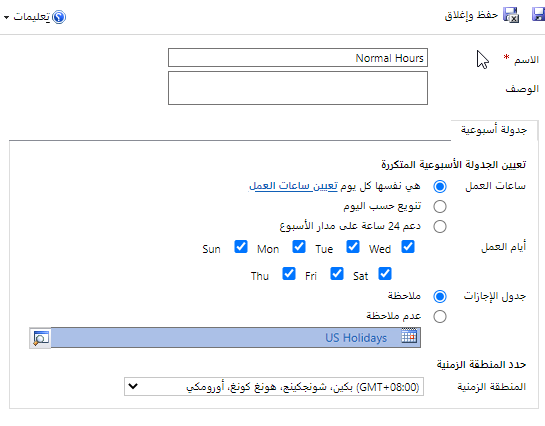 حفظ وإغلاق تعليمات
الاسم * Normal Hours
الوصف
جدولة أسبوعية
تعيين الجدولة الأسبوعية المتكررة
ساعات العمل هي نفسها كل يوم تعيين ساعات العمل
تنويع حسب اليوم
دعم 24 ساعة على مدار الأسبوع
أيام العمل Sun Mon Tue Wed
Thu Fri Sat
جدول الإجازات ملاحظة
عدم ملاحظة
US Holidays
حدد المنطقة الزمنية
المنطقة الزمنية (GMT+08:00) بكين، شونجكينج، هونغ كونغ، أورومكي